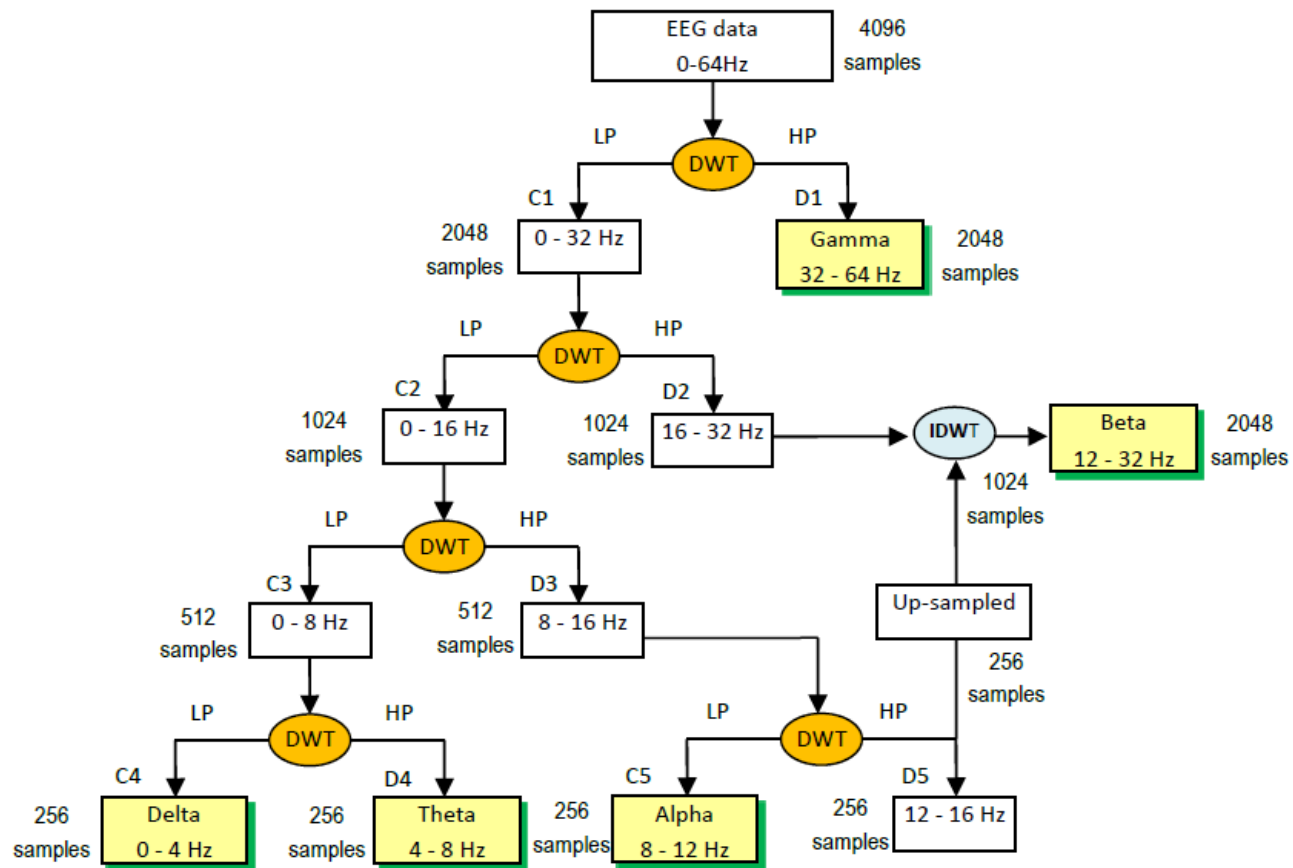 EEG data
0-64Hz
4096
samples
LP
HP
DWT
C1
D1
2048
samples
0 - 32 Hz
Gamma
32 - 64 Hz
2048
samples
LP
HP
DWT
C2
D2
1024
samples
0 - 16 Hz
1024
samples
16 - 32 Hz
IDWT
Beta
12 - 32 Hz
2048
samples
1024
samples
LP
HP
DWT
C3
D3
512
samples
0 - 8 Hz
512
samples
8 - 16 Hz
Up-sampled
256
samples
LP
HP
DWT
LP
HP
DWT
C4
D4
C5
D5
256
samples
Delta
0 - 4 Hz
256
samples
Theta
4 - 8 Hz
256
samples
Alpha
8 - 12 Hz
256
samples
12 - 16 Hz